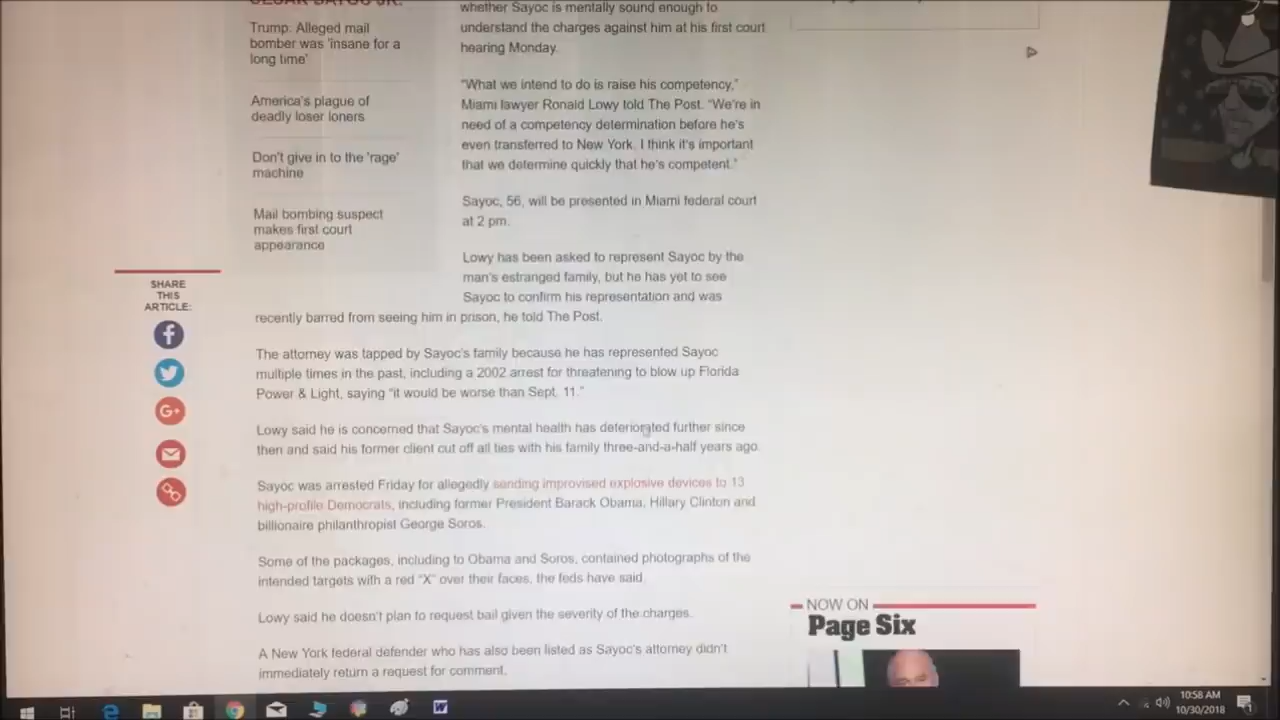 Trump: Alleged mail
bomber was 'insane for a
long time'
America's plague of
deadly loser loners
Don't give in to the 'rage'
machine
Mail bombing suspect
makes first court
appearance
whether Sayoc is mentally sound enough to
understand the charges against him at his first court
hearing Monday.
“What we intend to do is raise his competency,”
Miami lawyer Ronald Lowy told The Post. “We're in
need of a competency determination before he's
even transferred to New York. I think it's important
that we determine quickly that he's competent.”
Sayoc, 56, will be presented in Miami federal court
at 2 pm.
Lowy has been asked to represent Sayoc by the
man's estranged family, but he has yet to see
Sayoc to confirm his representation and was
recently barred from seeing him in prison, he told The Post.
The attorney was tapped by Sayoc's family because he has represented Sayoc
multiple times in the past, including a 2002 arrest for threatening to blow up Florida
Power & Light, saying “it would be worse than Sept. 11.”
Lowy said he is concerned that Sayoc's mental health has deteriorated further since
then and said his former client cut off all ties with his family three-and-a-half years ago.
Sayoc was arrested Friday for allegedly sending improvised explosive devices to 13
high-profile Democrats, including former President Barack Obama, Hillary Clinton and
billionaire philanthropist George Soros.
Some of the packages, including to Obama and Soros, contained photographs of the
intended targets with a red “X” over their faces, the feds have said.
Lowy said he doesn't plan to request bail given the severity of the charges.
A New York federal defender who has also been listed as Sayoc's attorney didn't
immediately return a request for comment.
SHARE
THIS
ARTICLE:
G+
NOW ON
Page Six
10:58 AM
10/30/2018